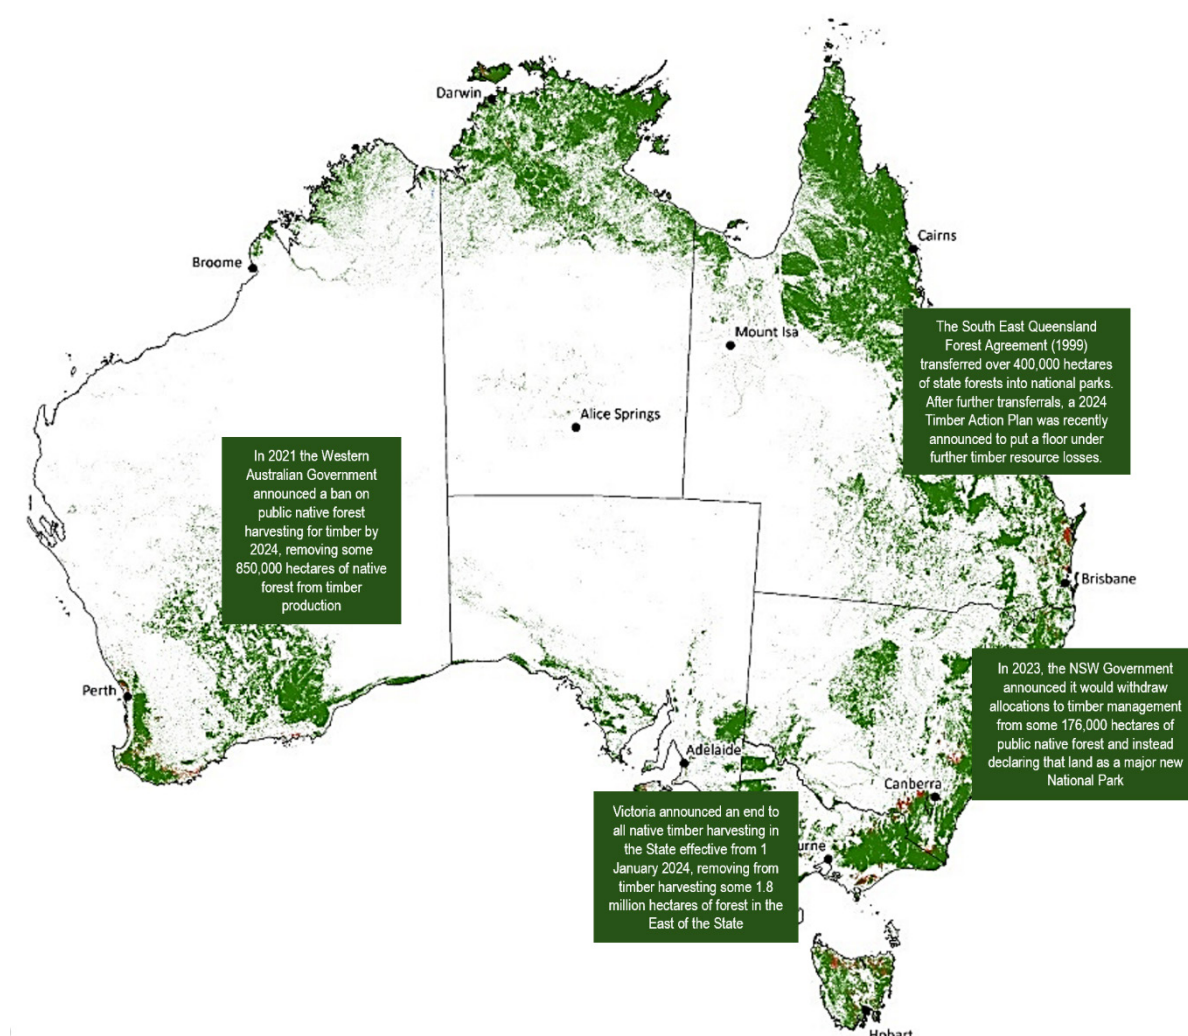 Darwin
Cairns
Broome
Mount Isa
The South East Queensland
Forest Agreement (1999)
transferred over 400,000 hectares
of state forests into national parks.
After further transferrals, a 2024
Timber Action Plan was recently
announced to put a floor under
further timber resource losses.
Alice Springs
In 2021 the Western
Australian Government
announced a ban on
public native forest
harvesting for timber by
2024, removing some
850,000 hectares of native
forest from timber
production
Brisbane
In 2023, the NSW Government
announced it would withdraw
allocations to timber management
from some 176,000 hectares of
public native forest and instead
declaring that land as a major new
National Park
Perth
Adelaide
Canberra
Victoria announced an end to
all native timber harvesting in
the State effective from 1
January 2024, removing from
timber harvesting some 1.8
million hectares of forest in the
East of the State
urne
Hobart